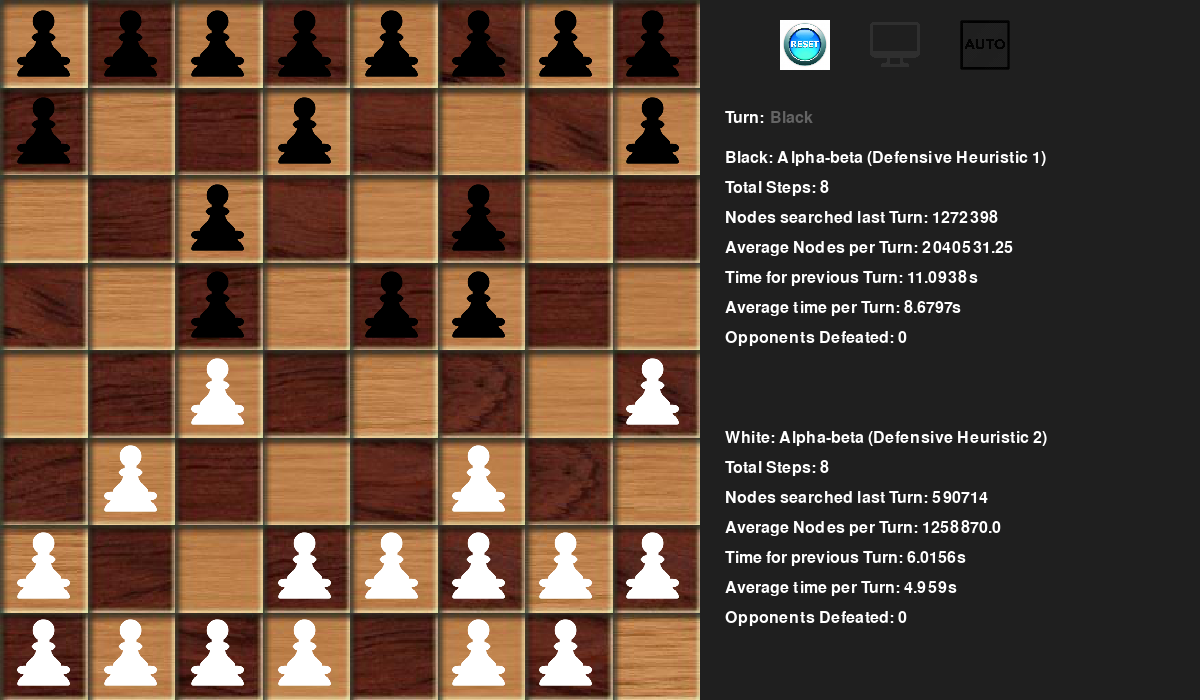 RESET
AUTO
Turn: Black
Black: Alpha-beta (Defensive Heuristic 1)
Total Steps: 8
Nodes searched last Turn: 1272398
Average Nodes per Turn: 2040531.25
Time for previous Turn: 11.0938s
Average time per Turn: 8.6797s
Opponents Defeated: 0
White: Alpha-beta (Defensive Heuristic 2)
Total Steps: 8
Nodes searched last Turn: 590714
Average Nodes per Turn: 1258870.0
Time for previous Turn: 6.0156s
Average time per Turn: 4.959s
Opponents Defeated: 0